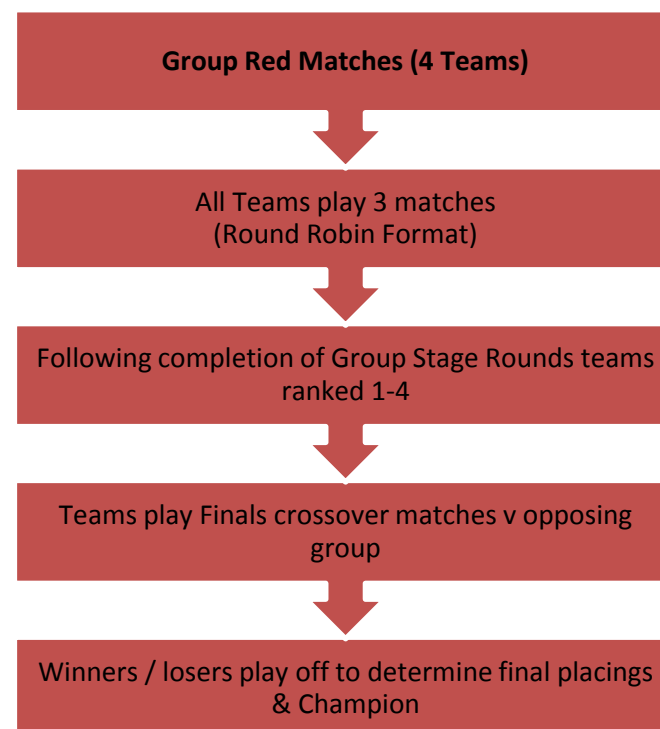 Group Red Matches (4 Teams)
All Teams play 3 matches
(Round Robin Format)
Following completion of Group Stage Rounds teams
ranked 1-4
Teams play Finals crossover matches v opposing
group
Winners / losers play off to determine final placings
& Champion